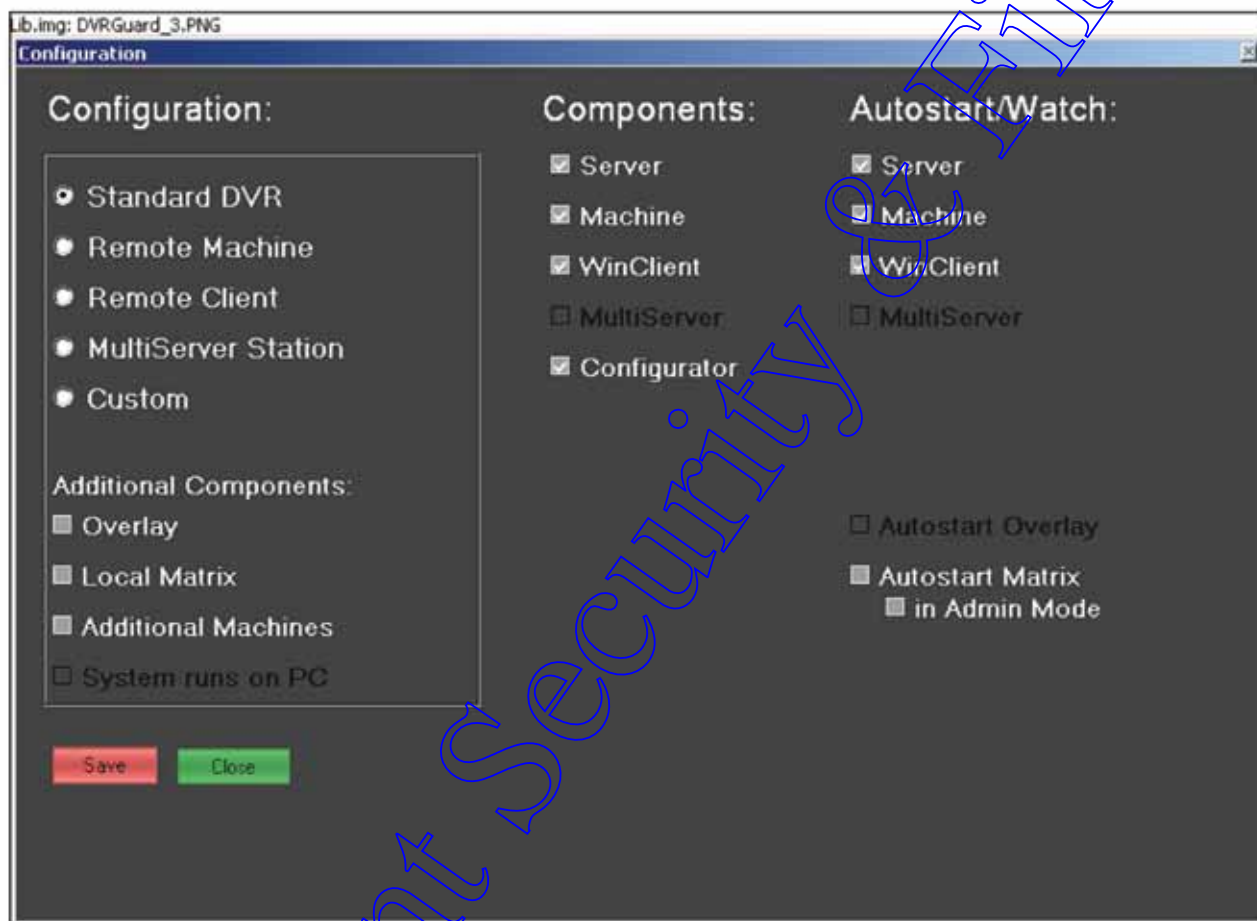 Lib.img: DVRGuard_3.PNG
Configuration
Configuration:
Standard DVR
Remote Machine
Remote Client
MultiServer Station
Custom
Additional Components:
Overlay
Local Matrix
Additional Machines
System runs on PC
Save
Close
Components:
Server
Machine
WinClient
MultiServer
Configurator
Autostart/Watch:
Server
Machine
WinClient
MultiServer
Autostart Overlay
Autostart Matrix
in Admin Mode
Security &